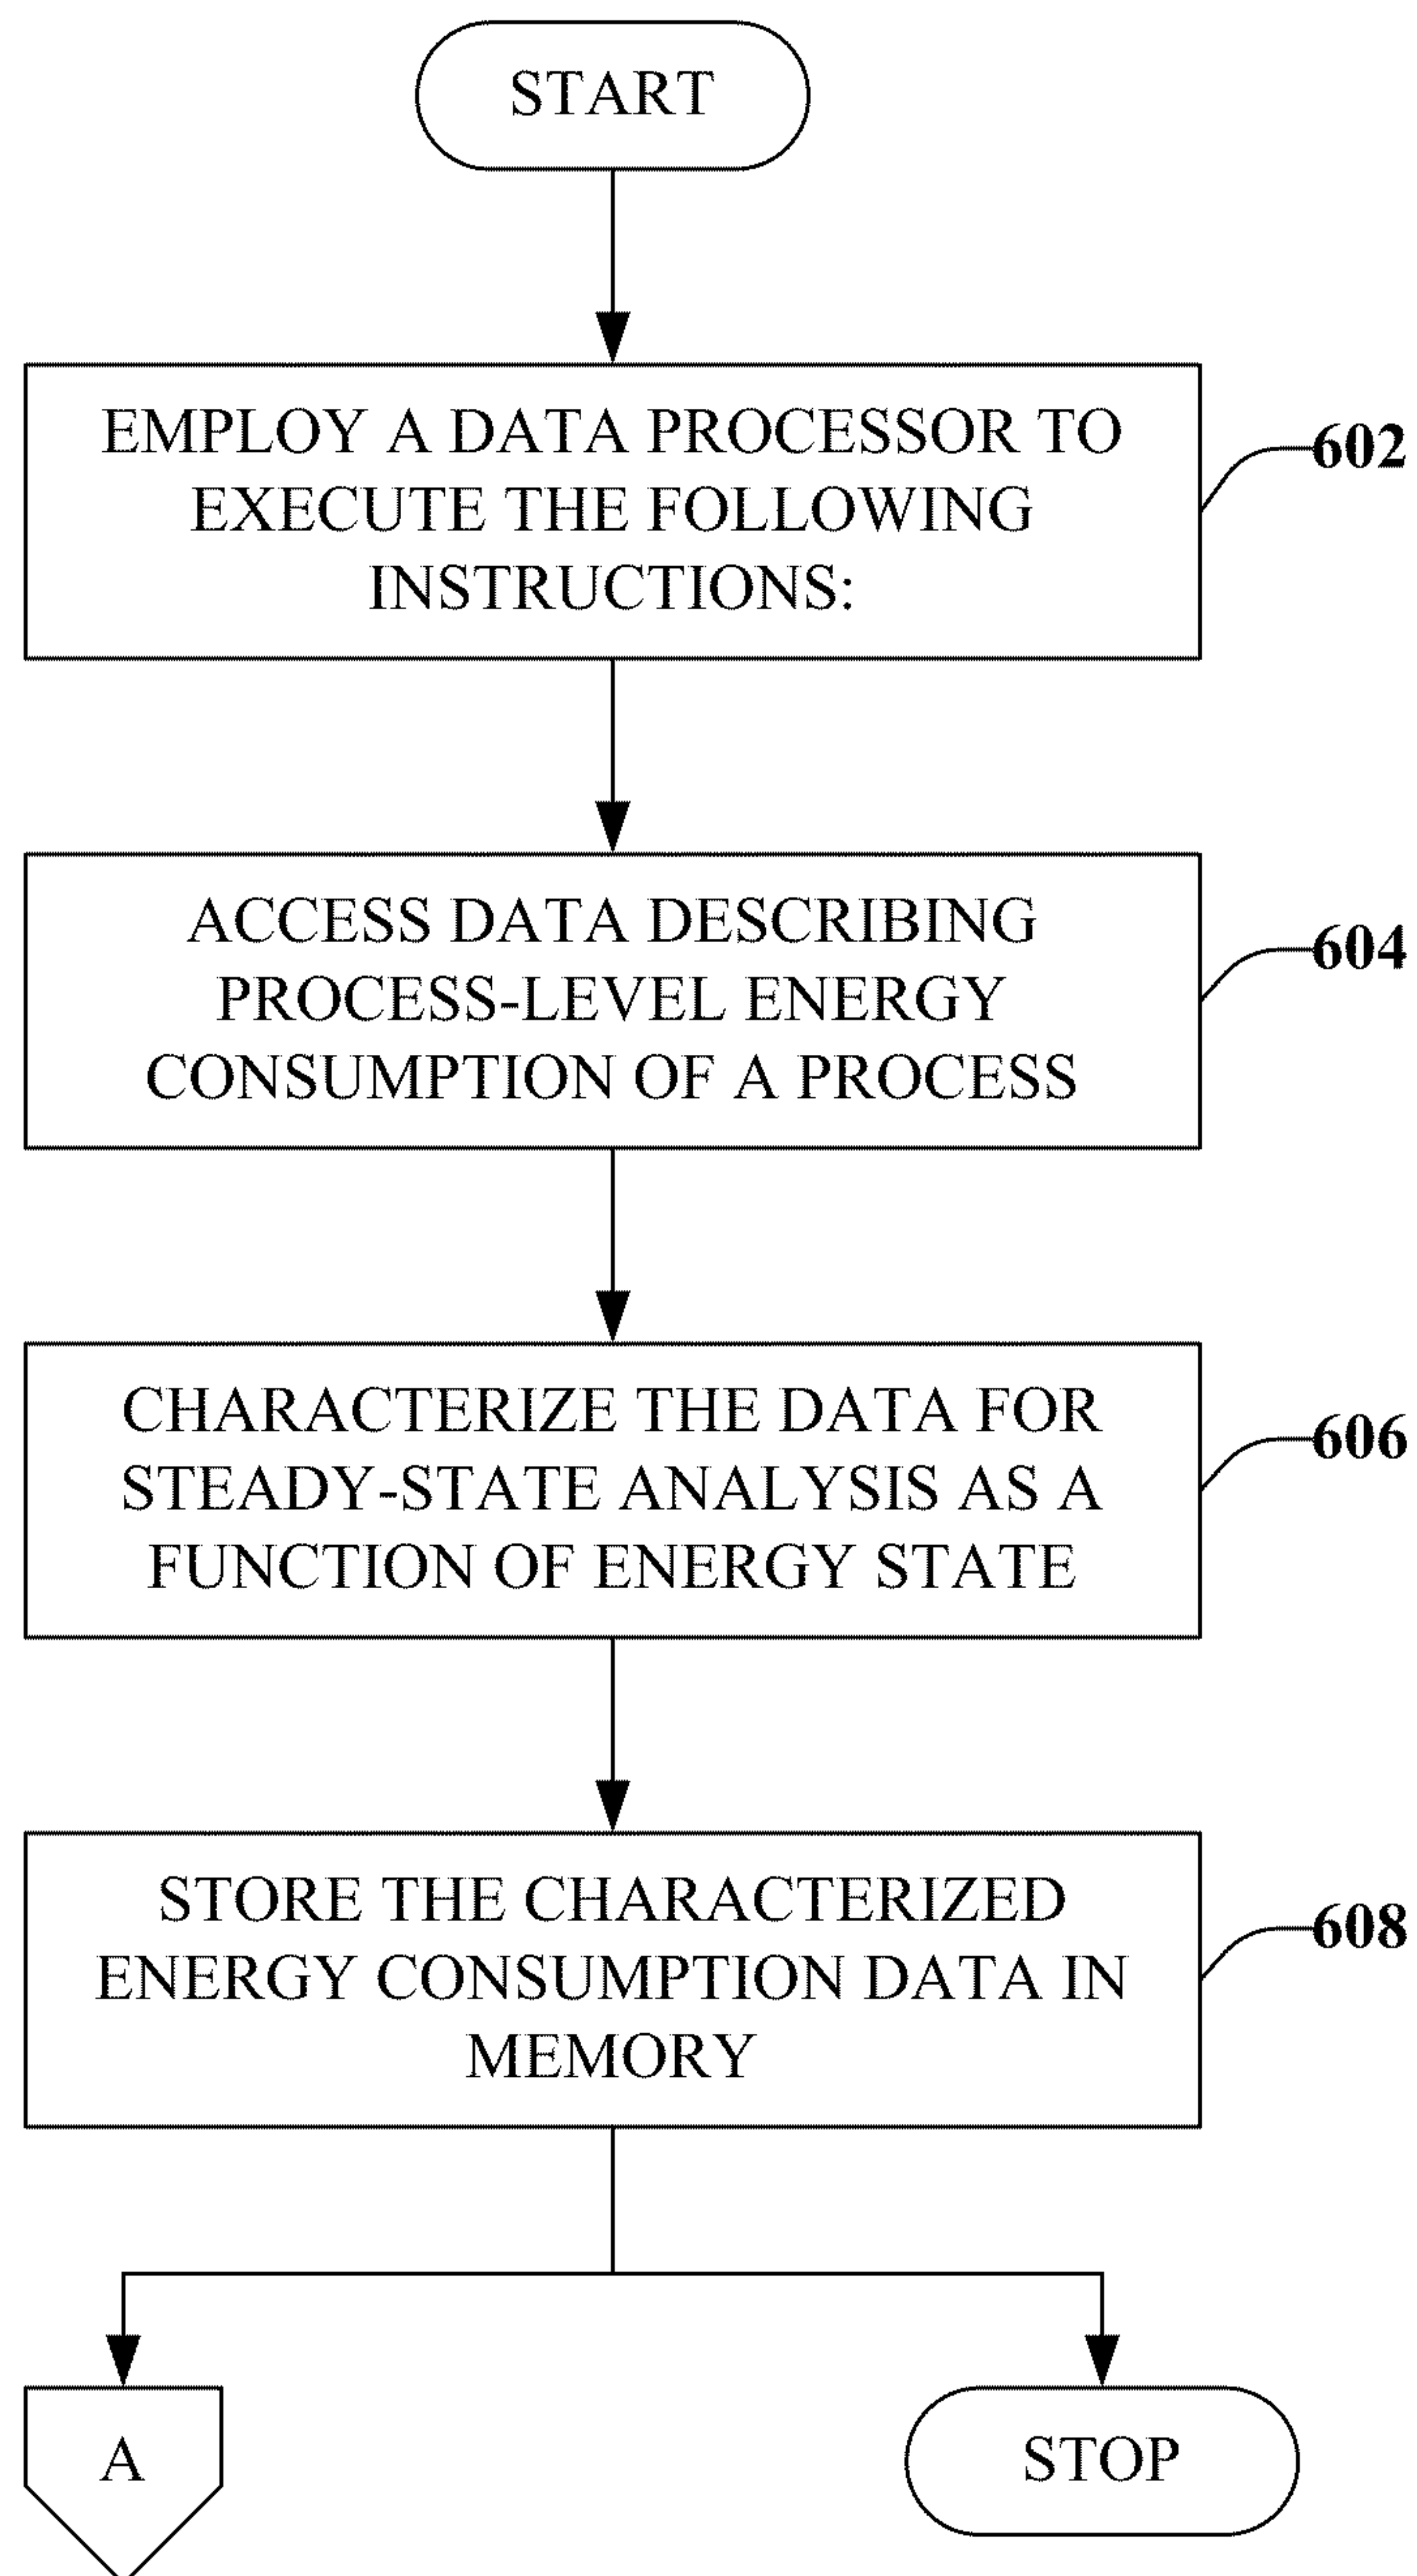 START
EMPLOY A DATA PROCESSOR TO
EXECUTE THE FOLLOWING
INSTRUCTIONS:
602
ACCESS DATA DESCRIBING
PROCESS-LEVEL ENERGY
CONSUMPTION OF A PROCESS
604
CHARACTERIZE THE DATA FOR
STEADY-STATE ANALYSIS AS A
FUNCTION OF ENERGY STATE
606
STORE THE CHARACTERIZED
ENERGY CONSUMPTION DATA IN
MEMORY
608
A
STOP